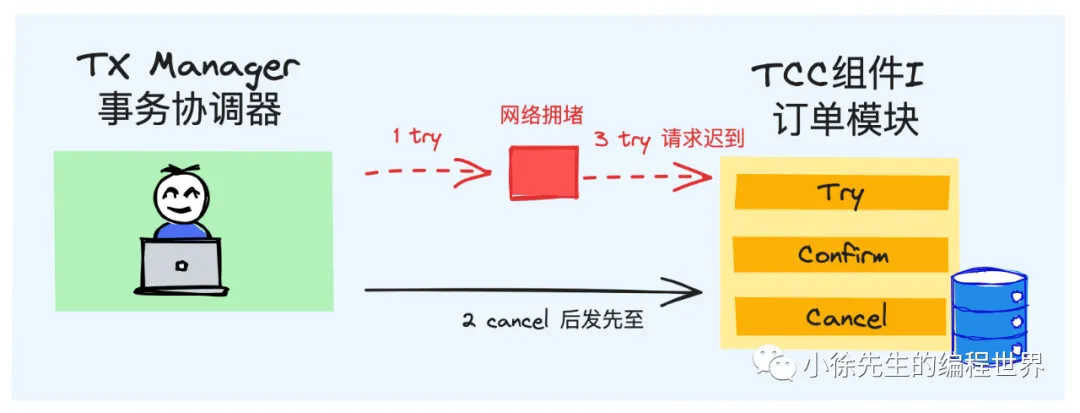 TX Manager
事务协调器
TCC组件I
订单模块
网络拥堵
1 try
3 try 请求迟到
Try
Confirm
2 cancel 后发先至
Cancel
小徐先生的编程世界